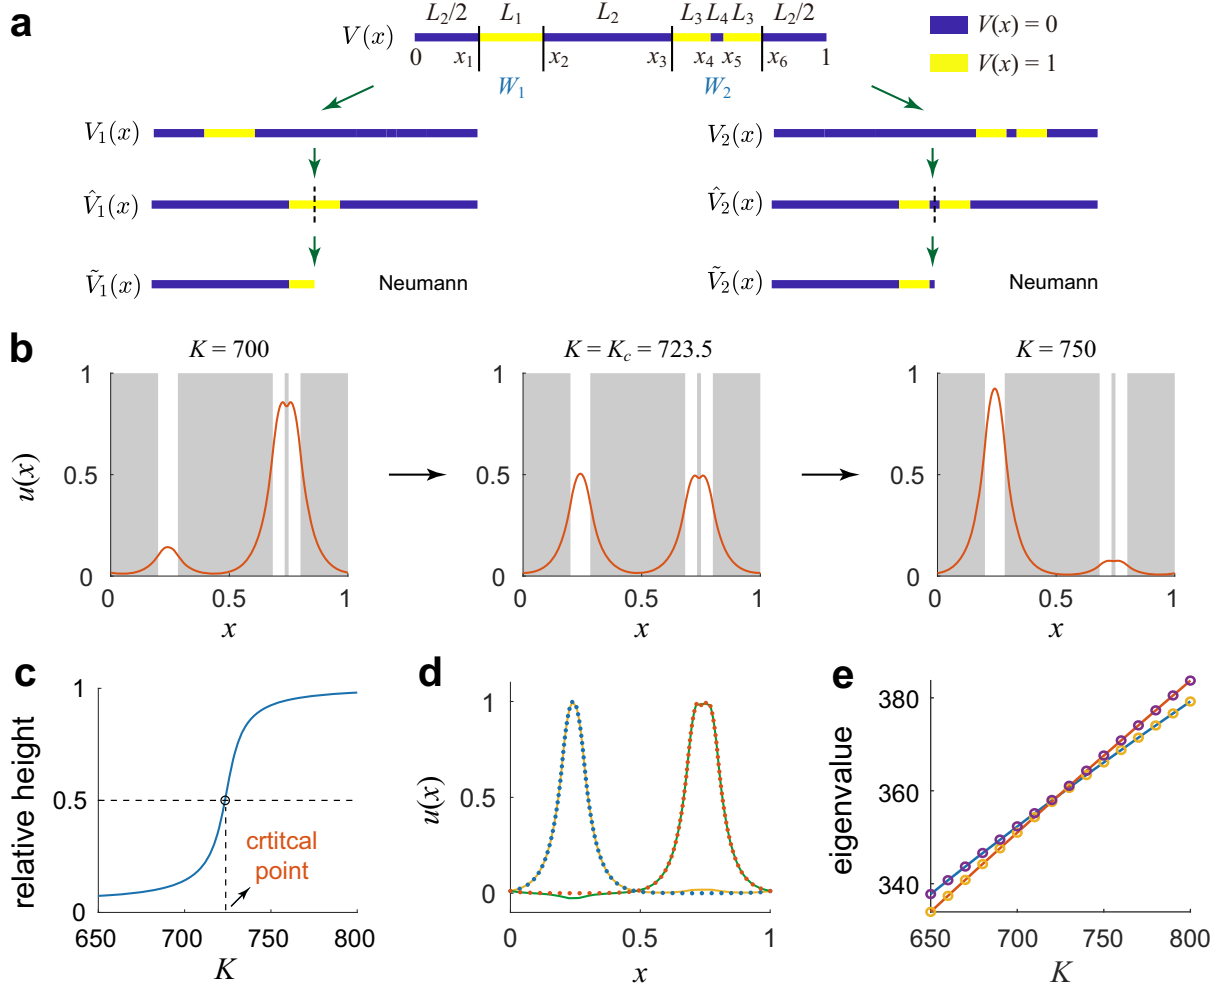 a
L₂/2 L₁ L₂ L₃ L₄ L₃ L₂/2
V(x)
0 x₁ x₂ x₃ x₄ x₅ x₆ 1
W₁ W₂
V(x) = 0
V(x) = 1
V₁(x) V₂(x)
V̂₁(x) V̂₂(x)
Ṽ₁(x) Neumann Ṽ₂(x) Neumann
b
K = 700 K = K_c = 723.5 K = 750
1 1 1
0.5 0.5 0.5
0 0 0
u(x)
0 0.5 1 0 0.5 1 0 0.5 1
x x x
c
relative height
1
0.5
0
crtitcal
point
650 700 750 800
K
d
u(x)
1
0.5
0
0 0.5 1
x
e
eigenvalue
380
360
340
650 700 750 800
K